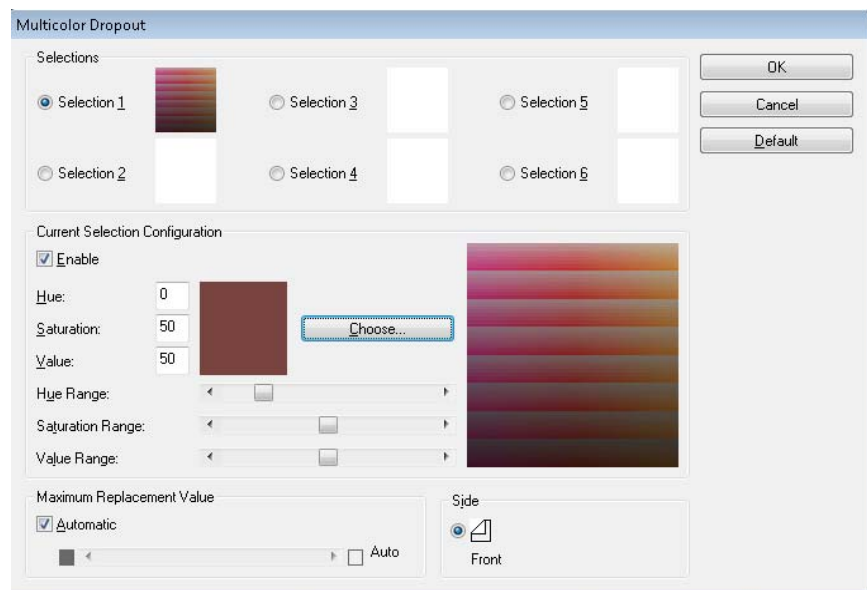 Multicolor Dropout
Selections
Selection 1
Selection 3
Selection 5
Selection 2
Selection 4
Selection 6
OK
Cancel
Default
Current Selection Configuration
Enable
Hue: 0
Saturation: 50
Value: 50
Choose...
Hue Range:
Saturation Range:
Value Range:
Maximum Replacement Value
Automatic
Auto
Side
Front